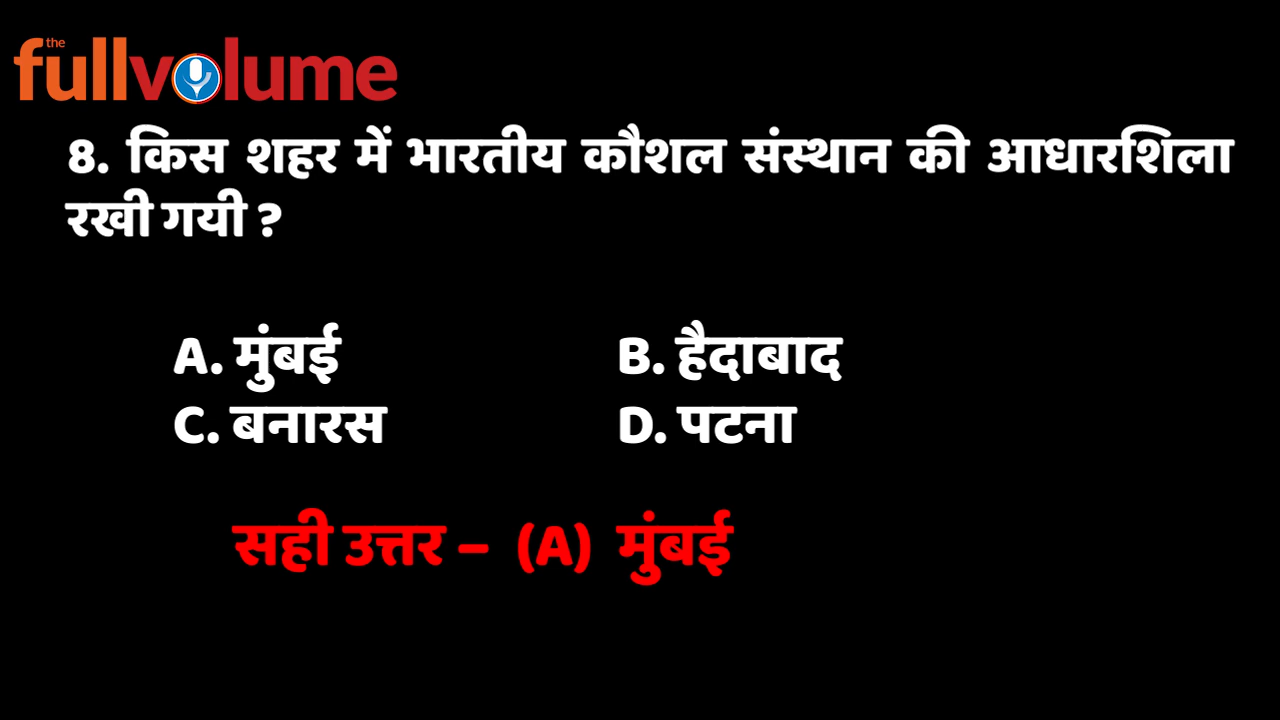 the
fullvolume
8. किस शहर में भारतीय कौशल संस्थान की आधारशिला
रखी गयी ?
A. मुंबई B. हैदाबाद
C. बनारस D. पटना
सही उत्तर – (A) मुंबई